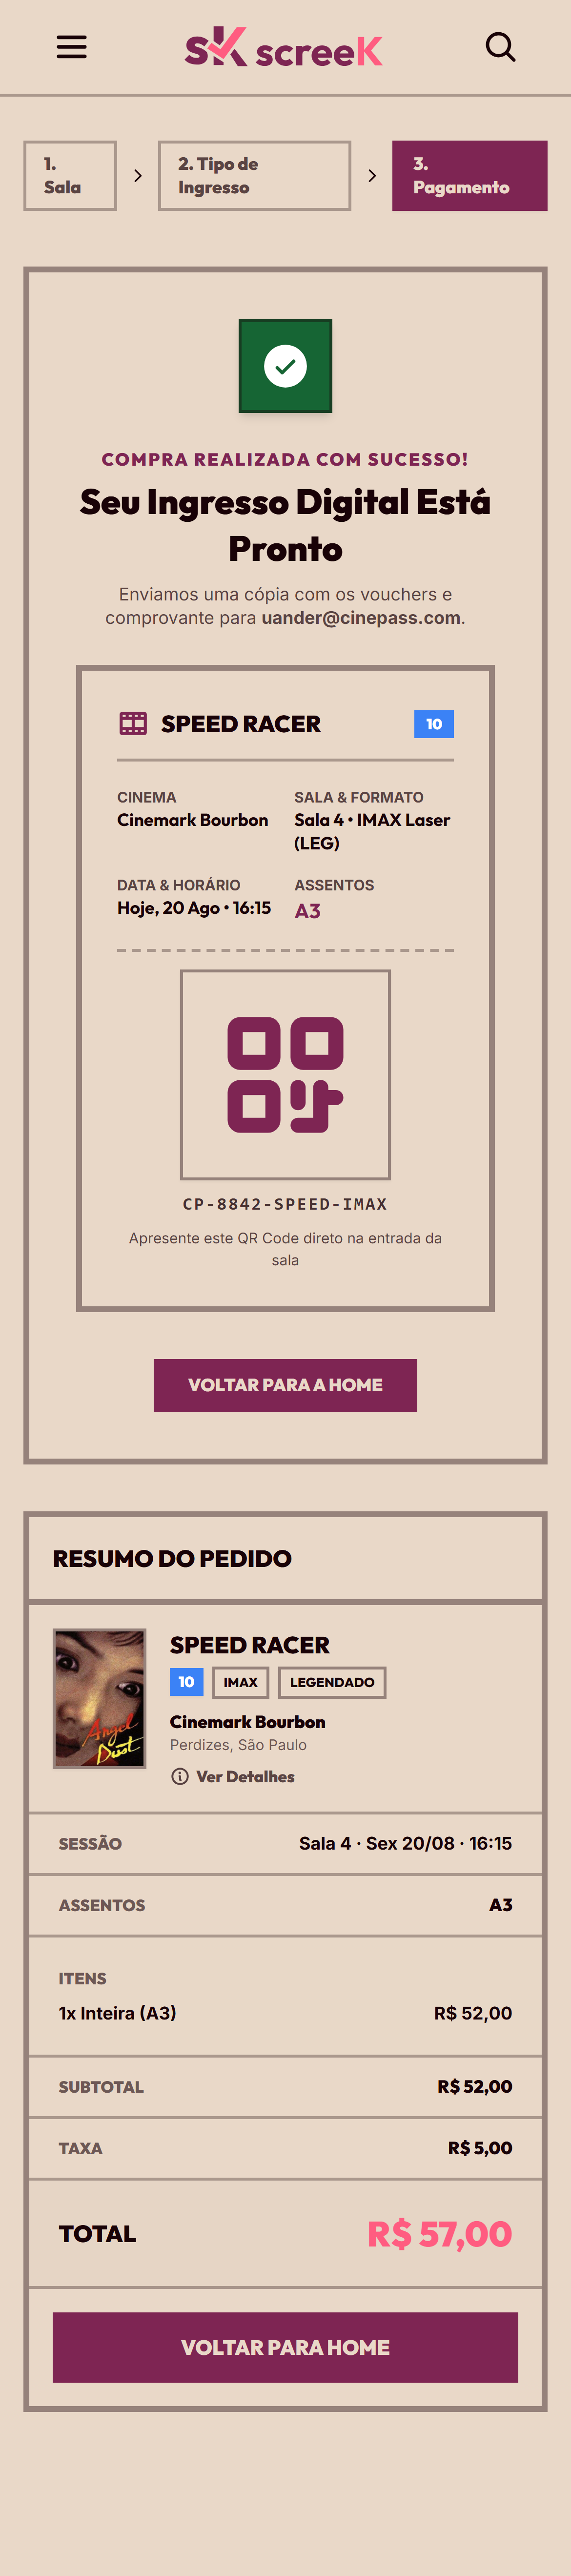 SK screeK
1.
Sala
2. Tipo de
Ingresso
3.
Pagamento
COMPRA REALIZADA COM SUCESSO!
Seu Ingresso Digital Está
Pronto
Enviamos uma cópia com os vouchers e
comprovante para uander@cinepass.com.
SPEED RACER
10
CINEMA
Cinemark Bourbon
SALA & FORMATO
Sala 4 • IMAX Laser
(LEG)
DATA & HORÁRIO
Hoje, 20 Ago • 16:15
ASSENTOS
A3
CP-8842-SPEED-IMAX
Apresente este QR Code direto na entrada da
sala
VOLTAR PARA A HOME
RESUMO DO PEDIDO
Angel
Dust
SPEED RACER
10
IMAX
LEGENDADO
Cinemark Bourbon
Perdizes, São Paulo
Ver Detalhes
SESSÃO
Sala 4 · Sex 20/08 · 16:15
ASSENTOS
A3
ITENS
1x Inteira (A3)
R$ 52,00
SUBTOTAL
R$ 52,00
TAXA
R$ 5,00
TOTAL
R$ 57,00
VOLTAR PARA HOME